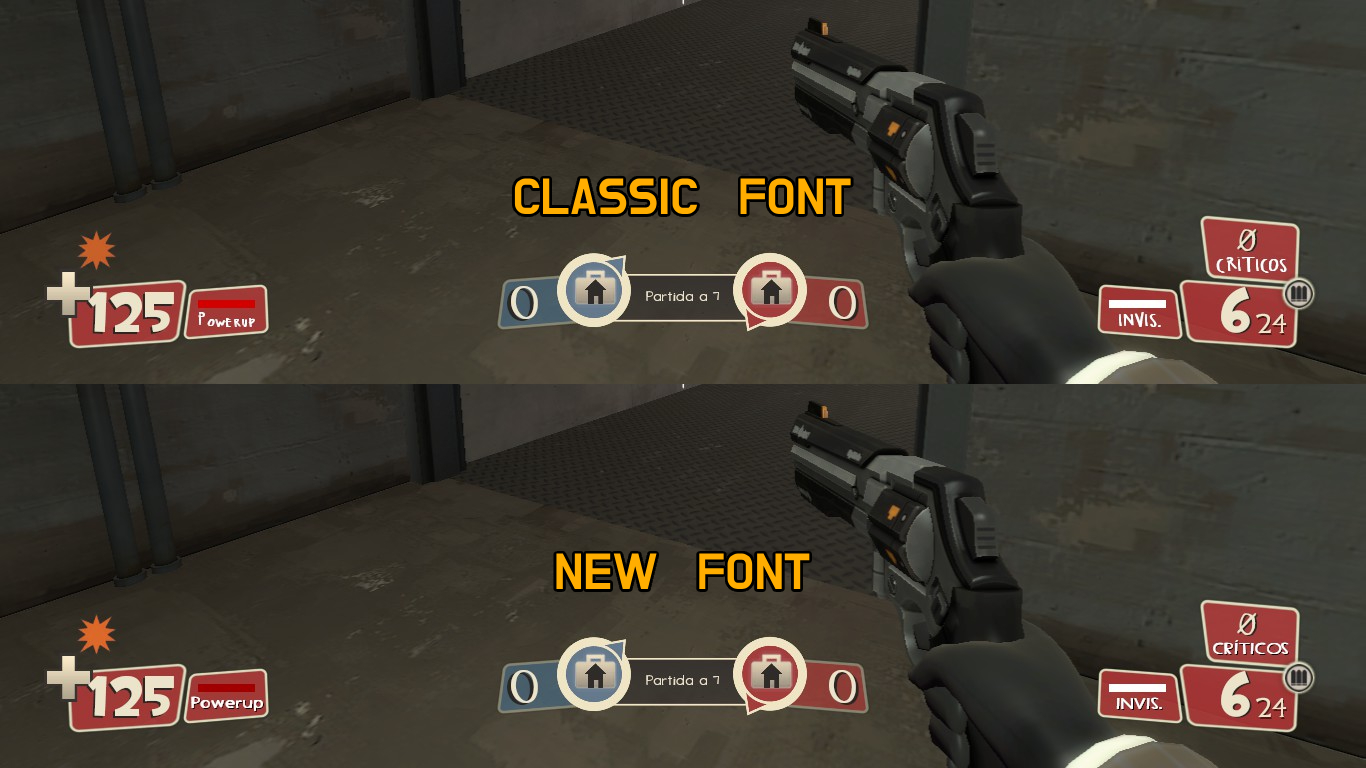 CLASSIC FONT
Ø
CRÍTICOS
125
POWERUP
0
Partida a 7
0
INVIS.
6 24
NEW FONT
Ø
CRÍTICOS
125
Powerup
0
Partida a 7
0
INVIS.
6 24